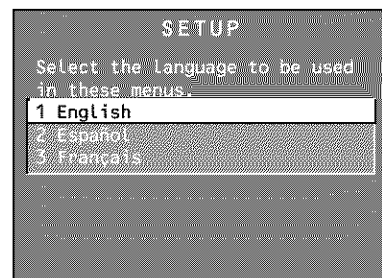 SETUP
Select the language to be used
in these menus.
1 English
2 Español
3 Français